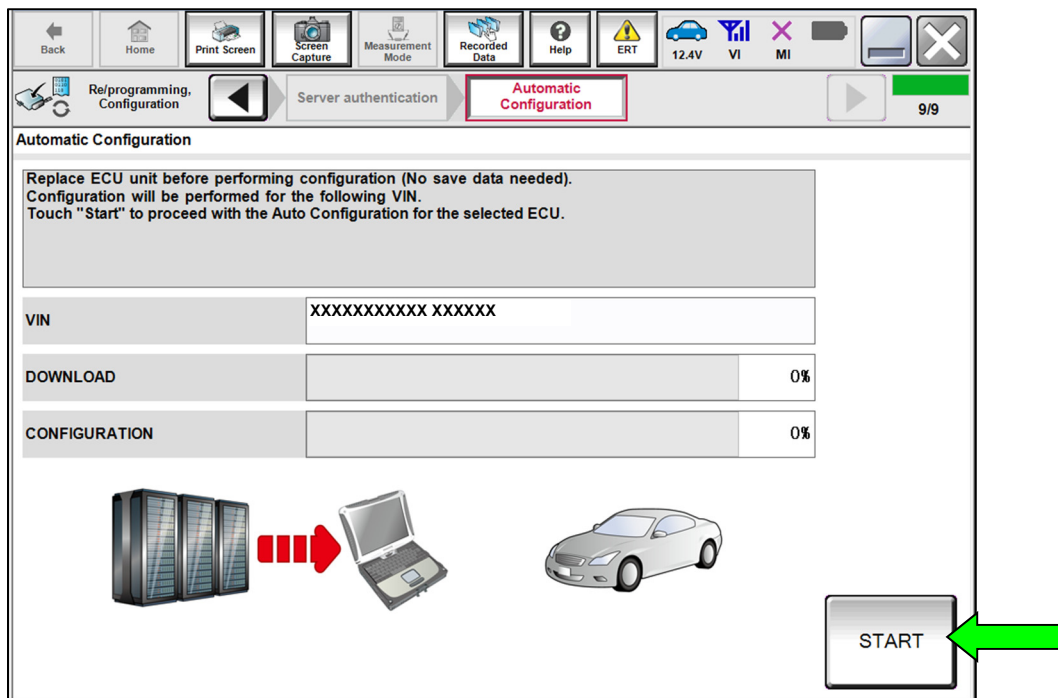 Back
Home
Print Screen
Screen
Capture
Measurement
Mode
Recorded
Data
Help
ERT
12.4V
VI
MI
Re/programming,
Configuration
Server authentication
Automatic
Configuration
9/9
Automatic Configuration
Replace ECU unit before performing configuration (No save data needed).
Configuration will be performed for the following VIN.
Touch "Start" to proceed with the Auto Configuration for the selected ECU.
VIN
XXXXXXXXXXX XXXXXX
DOWNLOAD
0%
CONFIGURATION
0%
START